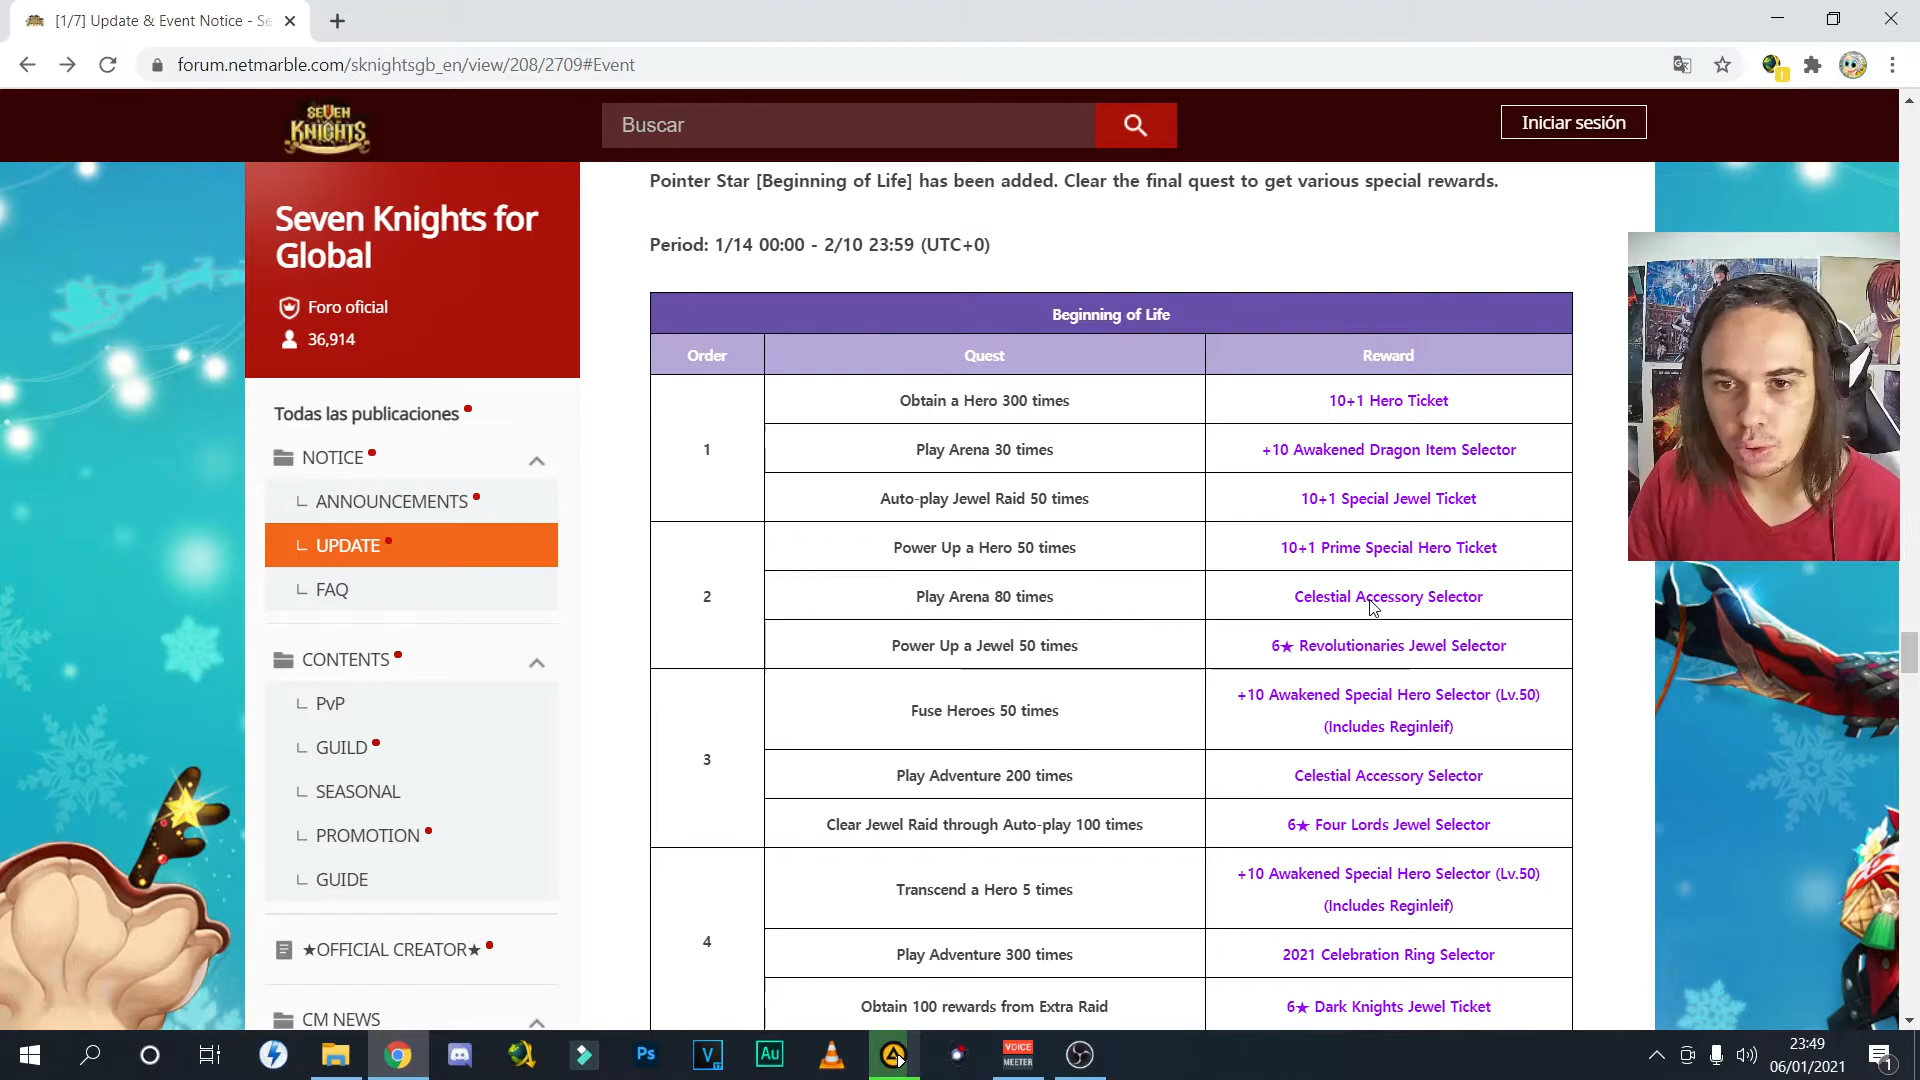 [1/7] Update & Event Notice - Se
forum.netmarble.com/sknightsgb_en/view/208/2709#Event
SEVEN KNIGHTS
Buscar
Iniciar sesión
Seven Knights for
Global
Foro oficial
36,914
Todas las publicaciones
NOTICE
ANNOUNCEMENTS
UPDATE
FAQ
CONTENTS
PvP
GUILD
SEASONAL
PROMOTION
GUIDE
★OFFICIAL CREATOR★
CM NEWS
Pointer Star [Beginning of Life] has been added. Clear the final quest to get various special rewards.
Period: 1/14 00:00 - 2/10 23:59 (UTC+0)
Beginning of Life
Order Quest Reward
1
Obtain a Hero 300 times 10+1 Hero Ticket
Play Arena 30 times +10 Awakened Dragon Item Selector
Auto-play Jewel Raid 50 times 10+1 Special Jewel Ticket
2
Power Up a Hero 50 times 10+1 Prime Special Hero Ticket
Play Arena 80 times Celestial Accessory Selector
Power Up a Jewel 50 times 6★ Revolutionaries Jewel Selector
3
Fuse Heroes 50 times +10 Awakened Special Hero Selector (Lv.50)
(Includes Reginleif)
Play Adventure 200 times Celestial Accessory Selector
Clear Jewel Raid through Auto-play 100 times 6★ Four Lords Jewel Selector
4
Transcend a Hero 5 times +10 Awakened Special Hero Selector (Lv.50)
(Includes Reginleif)
Play Adventure 300 times 2021 Celebration Ring Selector
Obtain 100 rewards from Extra Raid 6★ Dark Knights Jewel Ticket
Ps
V
Au
VOICE
MEETER
23:49
06/01/2021
1